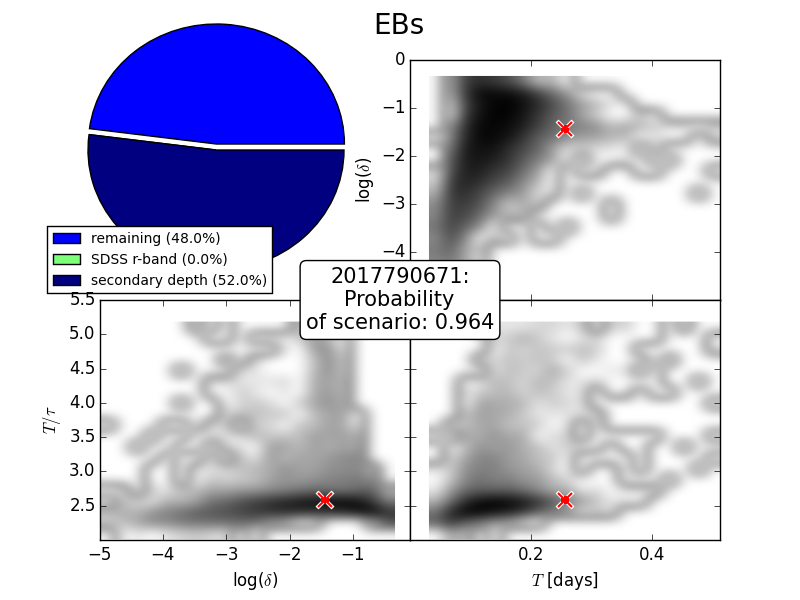 EBs
remaining (48.0%)
SDSS r-band (0.0%)
secondary depth (52.0%)
0
−1
−2
−3
−4
log(δ)
2017790671:
Probability
of scenario: 0.964
5.5
5.0
4.5
4.0
3.5
3.0
2.5
T/τ
−5
−4
−3
−2
−1
log(δ)
0.2
0.4
T [days]